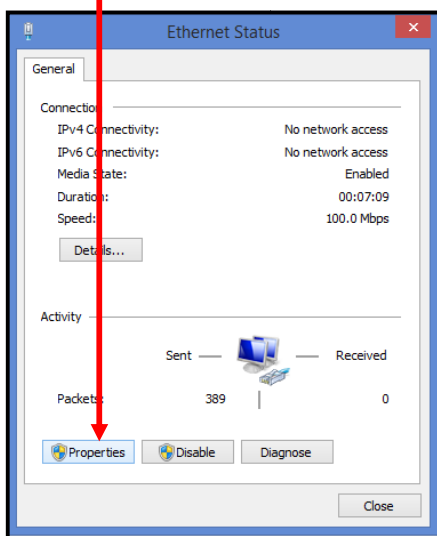 Ethernet Status
General
Connection
IPv4 Connectivity: No network access
IPv6 Connectivity: No network access
Media State: Enabled
Duration: 00:07:09
Speed: 100.0 Mbps
Details...
Activity
Sent Received
Packets: 389 0
Properties Disable Diagnose
Close